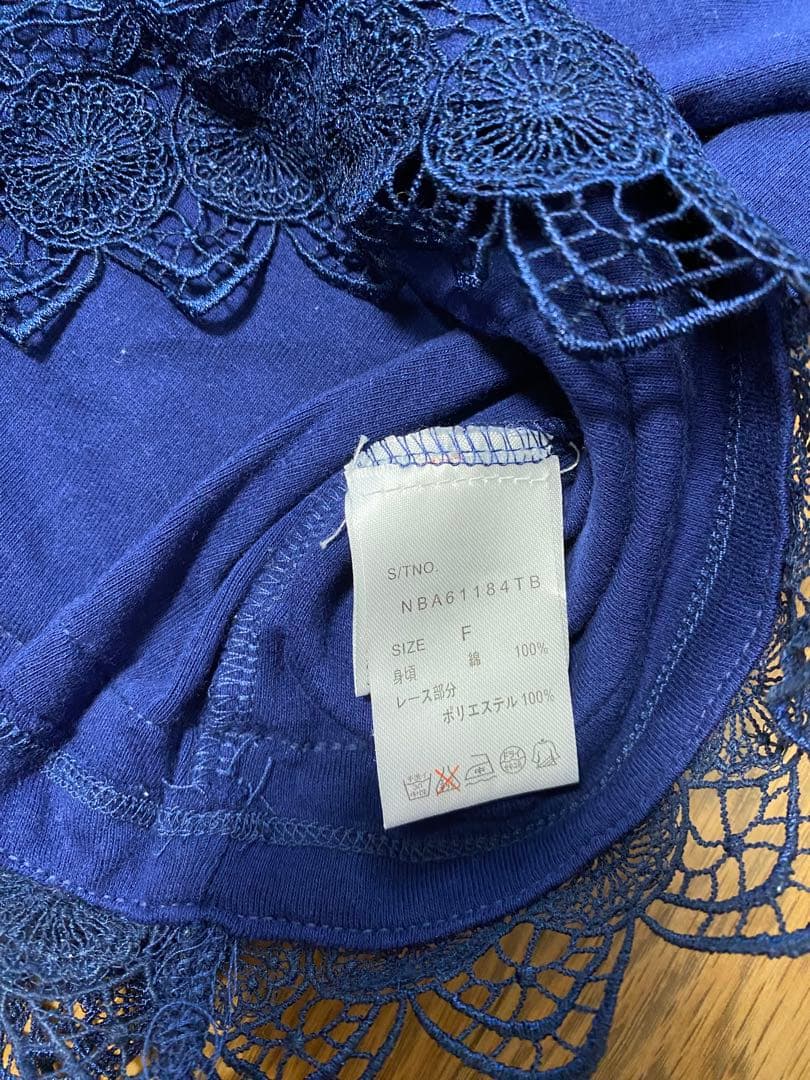 S/TNO.
NBA61184TB
SIZE F
身頃 綿 100%
レース部分
ポリエステル 100%
中